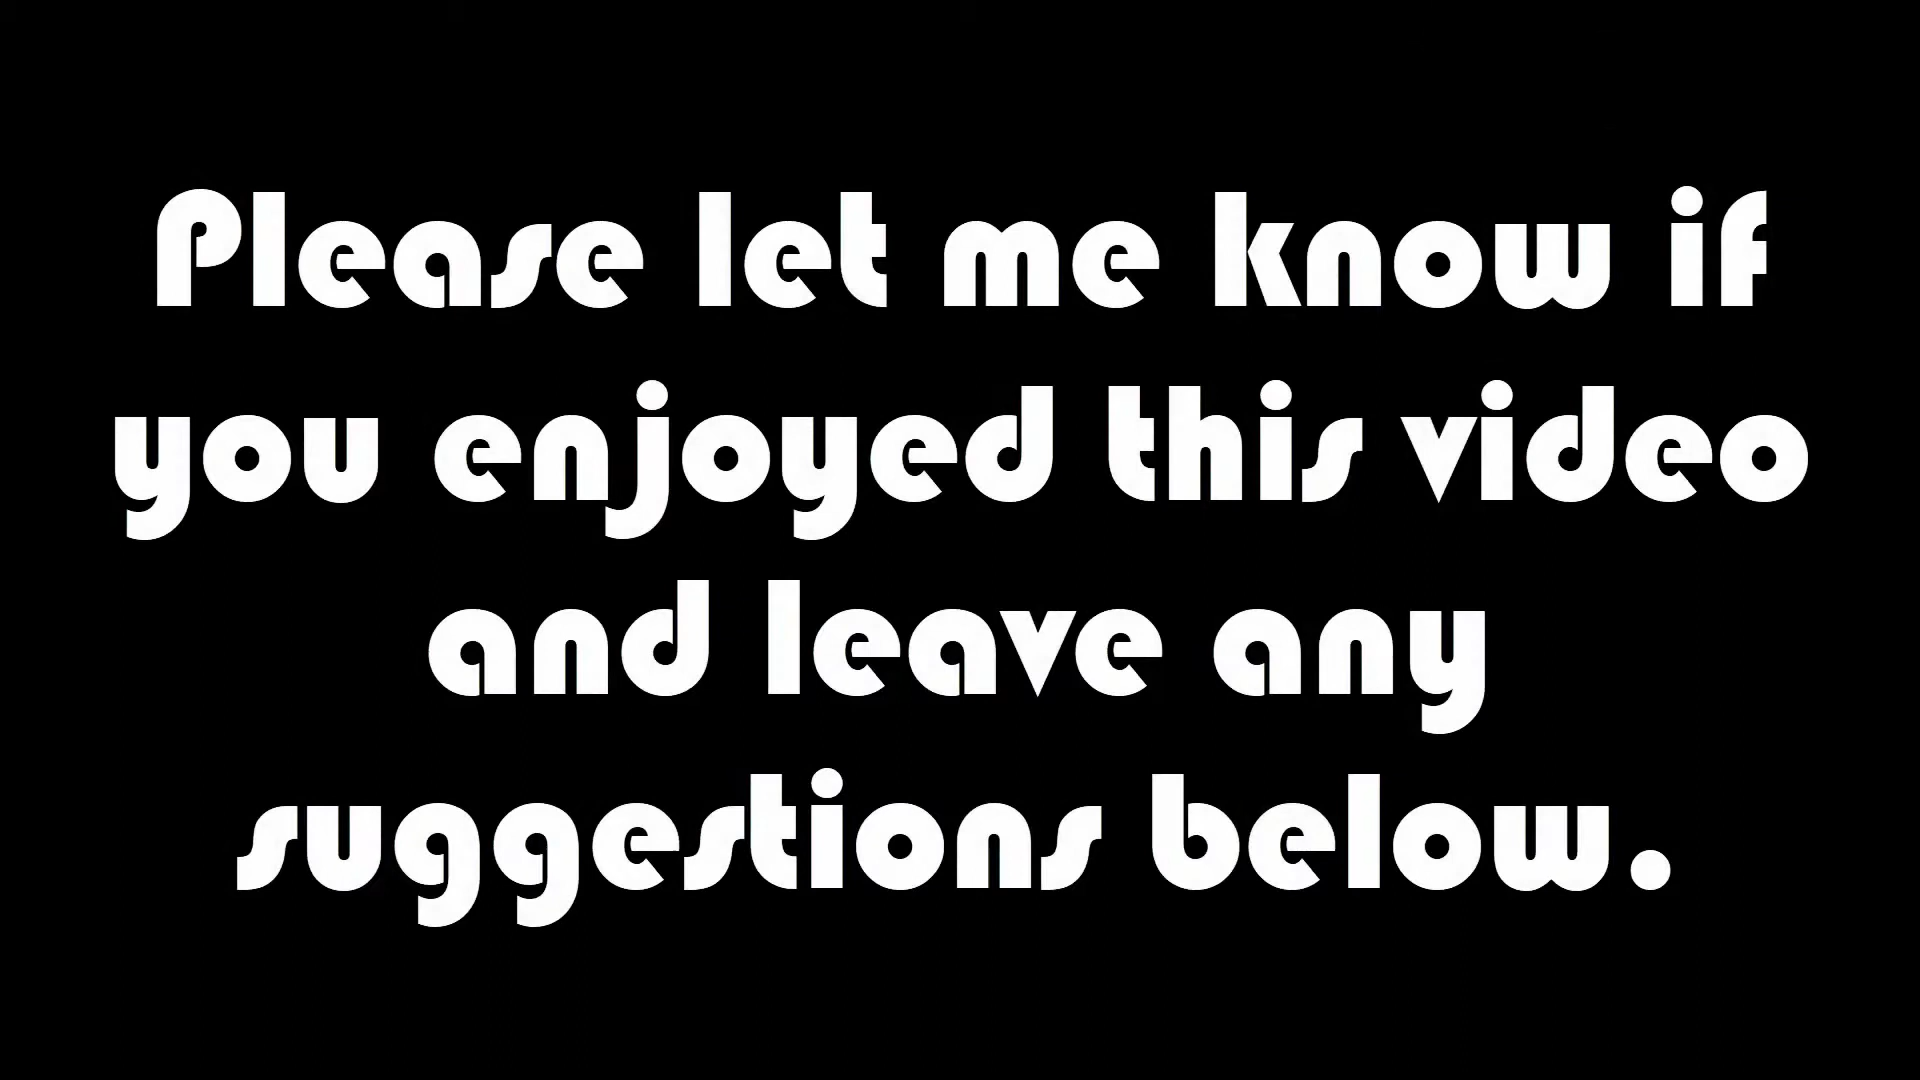 Please let me know if
you enjoyed this video
and leave any
suggestions below.